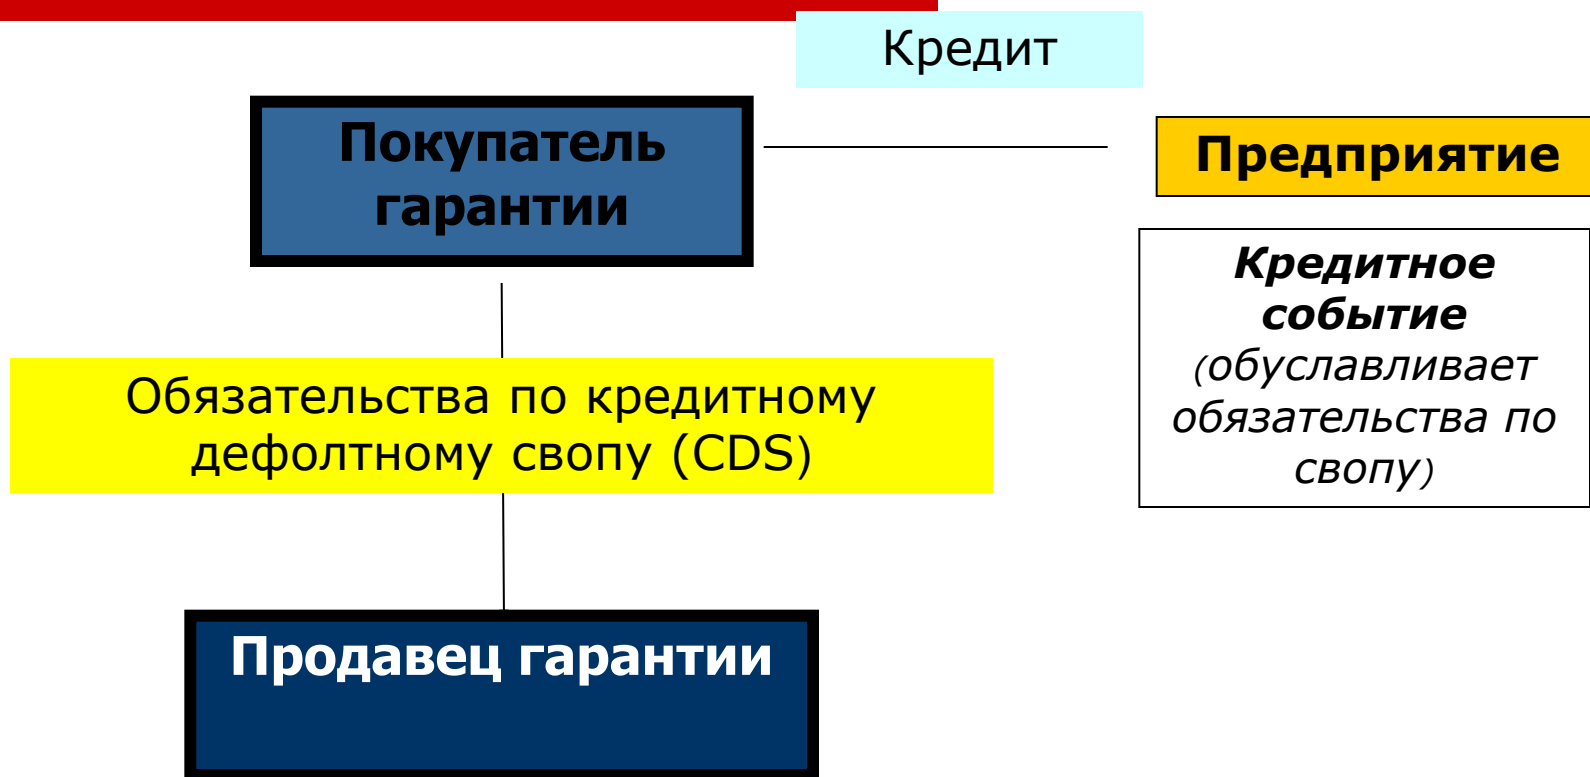 Кредит
Покупатель
гарантии
Предприятие
Кредитное
событие
(обуславливает
обязательства по
свопу)
Обязательства по кредитному
дефолтному свопу (CDS)
Продавец гарантии